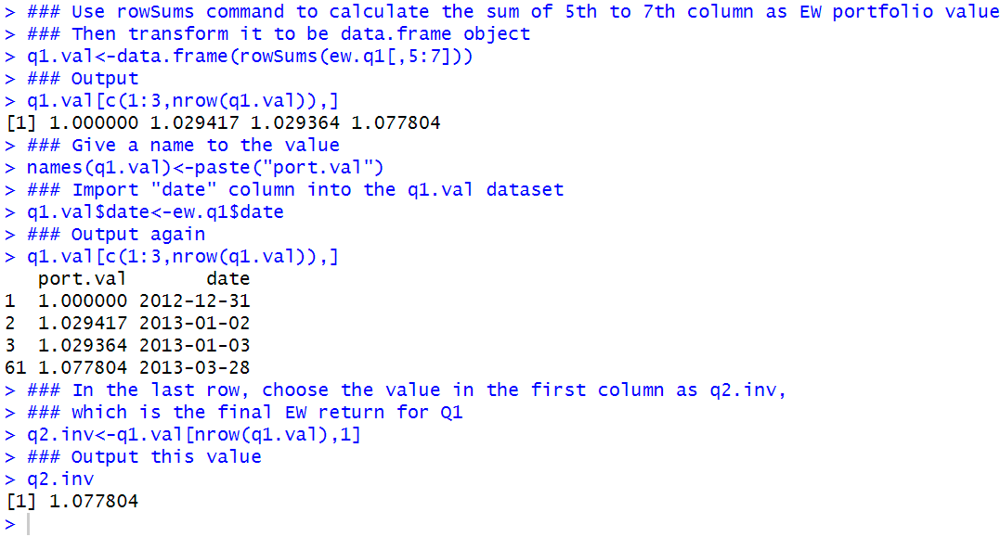 > ### Use rowSums command to calculate the sum of 5th to 7th column as EW portfolio value
> ### Then transform it to be data.frame object
> q1.val<-data.frame(rowSums(ew.q1[,5:7]))
> ### Output
> q1.val[c(1:3,nrow(q1.val)),]
[1] 1.000000 1.029417 1.029364 1.077804
> ### Give a name to the value
> names(q1.val)<-paste("port.val")
> ### Import "date" column into the q1.val dataset
> q1.val$date<-ew.q1$date
> ### Output again
> q1.val[c(1:3,nrow(q1.val)),]
   port.val       date
1  1.000000 2012-12-31
2  1.029417 2013-01-02
3  1.029364 2013-01-03
61 1.077804 2013-03-28
> ### In the last row, choose the value in the first column as q2.inv,
> ### which is the final EW return for Q1
> q2.inv<-q1.val[nrow(q1.val),1]
> ### Output this value
> q2.inv
[1] 1.077804
>